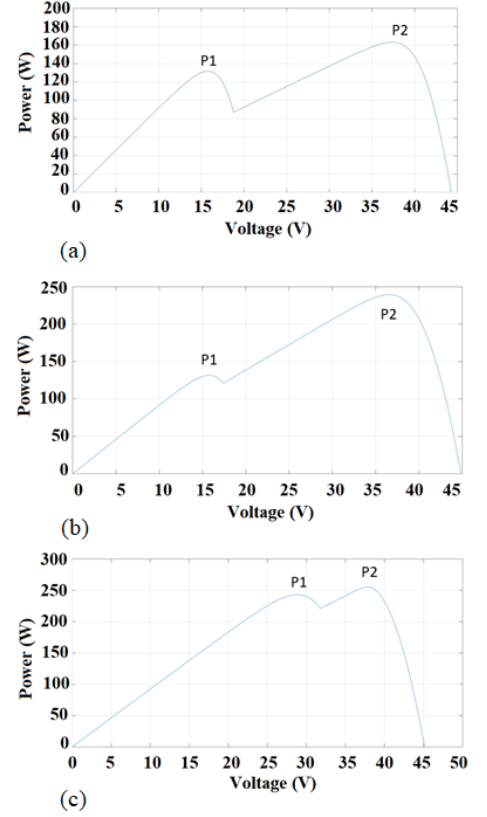 200
180
160
140
120
100
80
60
40
20
0
Power (W)
P1
P2
0 5 10 15 20 25 30 35 40 45
Voltage (V)
(a)
250
200
150
100
50
0
Power (W)
P1
P2
0 5 10 15 20 25 30 35 40 45
Voltage (V)
(b)
300
250
200
150
100
50
0
Power (W)
P1 P2
0 5 10 15 20 25 30 35 40 45 50
Voltage (V)
(c)